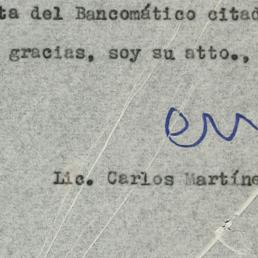 ta del Bancomático citad
gracias, soy su atto.,
Lic. Carlos Martíne